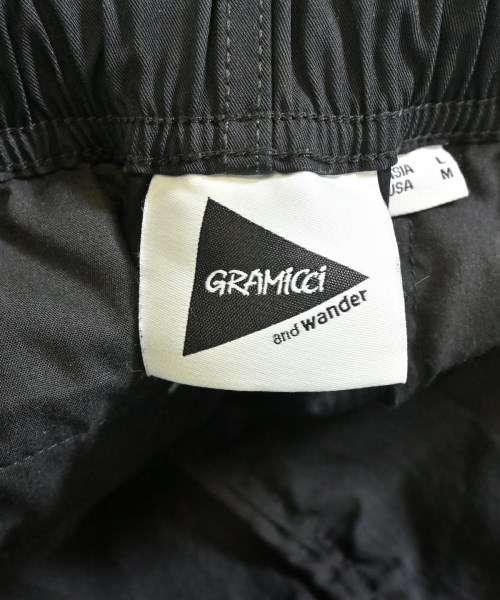 GRAMicci
and wander
SIA L
USA M